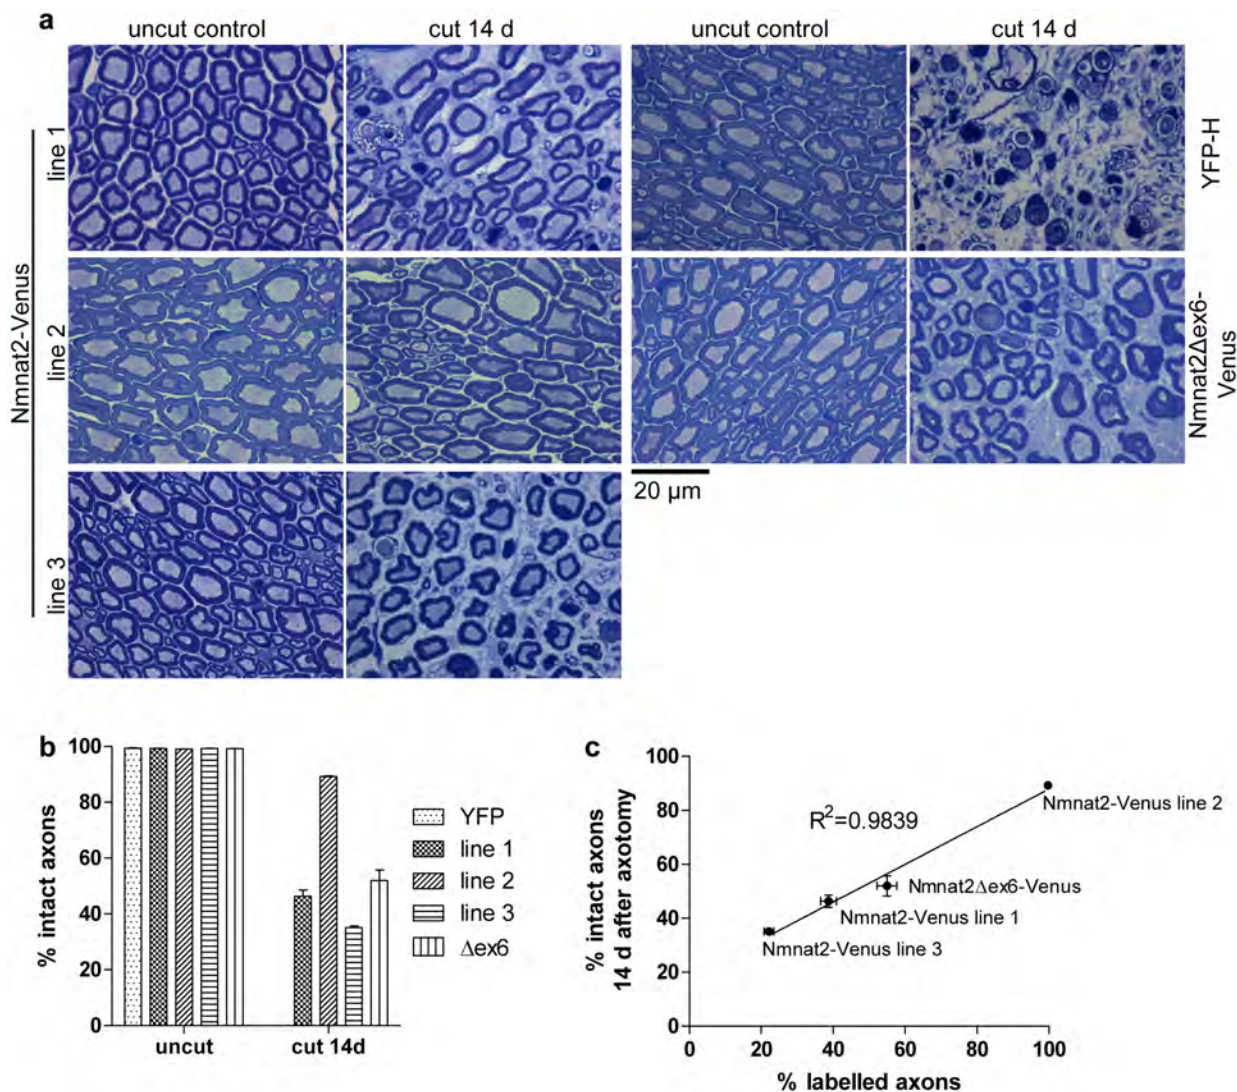 a
uncut control
cut 14 d
uncut control
cut 14 d
Nmnat2-Venus
line 1
line 2
line 3
YFP-H
Nmnat2Δex6-
Venus
20 µm
b
% intact axons
100
80
60
40
20
0
uncut
cut 14d
YFP
line 1
line 2
line 3
Δex6
c
% intact axons
14 d after axotomy
100
80
60
40
20
0
R²=0.9839
Nmnat2-Venus line 2
Nmnat2Δex6-Venus
Nmnat2-Venus line 1
Nmnat2-Venus line 3
0 20 40 60 80 100
% labelled axons